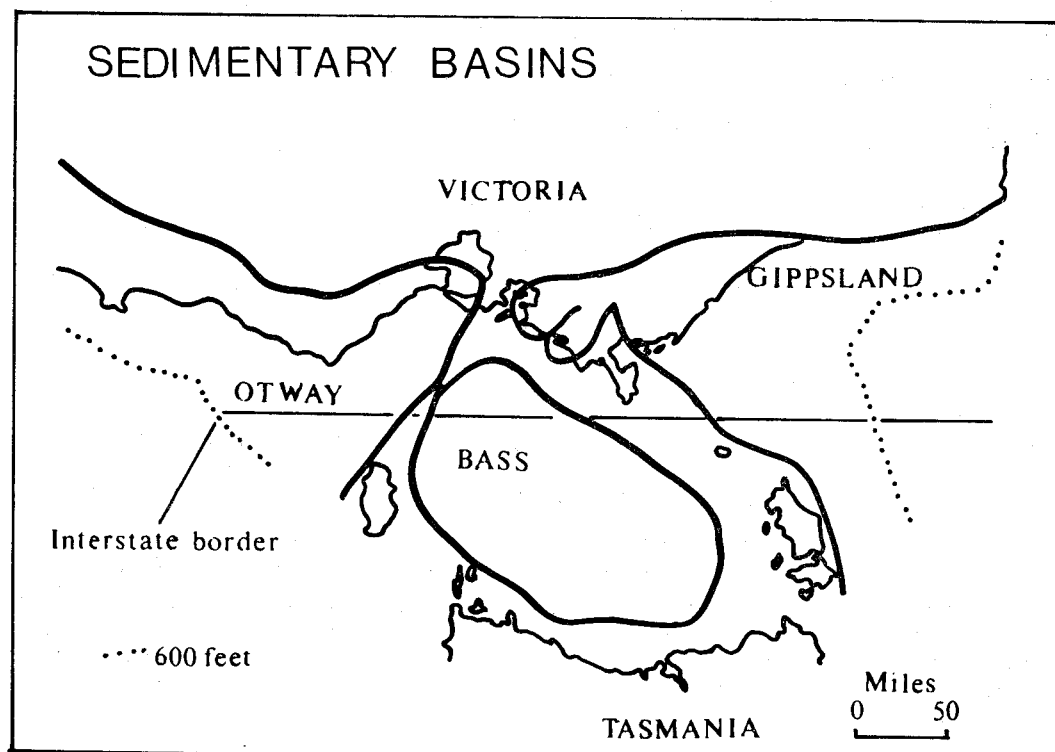 SEDIMENTARY BASINS
VICTORIA
GIPPSLAND
OTWAY
BASS
Interstate border
···· 600 feet
Miles
0 50
TASMANIA